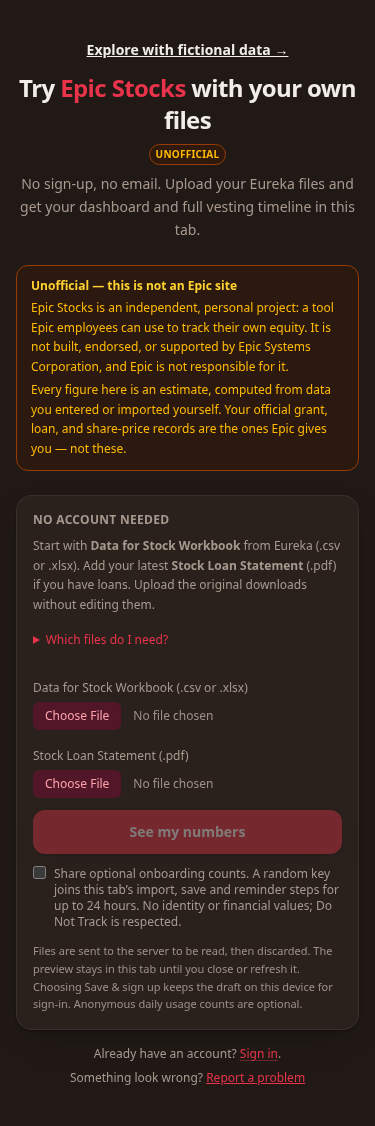 Explore with fictional data →
Try Epic Stocks with your own
files
UNOFFICIAL
No sign-up, no email. Upload your Eureka files and
get your dashboard and full vesting timeline in this
tab.
Unofficial — this is not an Epic site
Epic Stocks is an independent, personal project: a tool
Epic employees can use to track their own equity. It is
not built, endorsed, or supported by Epic Systems
Corporation, and Epic is not responsible for it.
Every figure here is an estimate, computed from data
you entered or imported yourself. Your official grant,
loan, and share-price records are the ones Epic gives
you — not these.
NO ACCOUNT NEEDED
Start with Data for Stock Workbook from Eureka (.csv
or .xlsx). Add your latest Stock Loan Statement (.pdf)
if you have loans. Upload the original downloads
without editing them.
▶ Which files do I need?
Data for Stock Workbook (.csv or .xlsx)
Choose File No file chosen
Stock Loan Statement (.pdf)
Choose File No file chosen
See my numbers
Share optional onboarding counts. A random key
joins this tab's import, save and reminder steps for
up to 24 hours. No identity or financial values; Do
Not Track is respected.
Files are sent to the server to be read, then discarded. The
preview stays in this tab until you close or refresh it.
Choosing Save & sign up keeps the draft on this device for
sign-in. Anonymous daily usage counts are optional.
Already have an account? Sign in.
Something look wrong? Report a problem